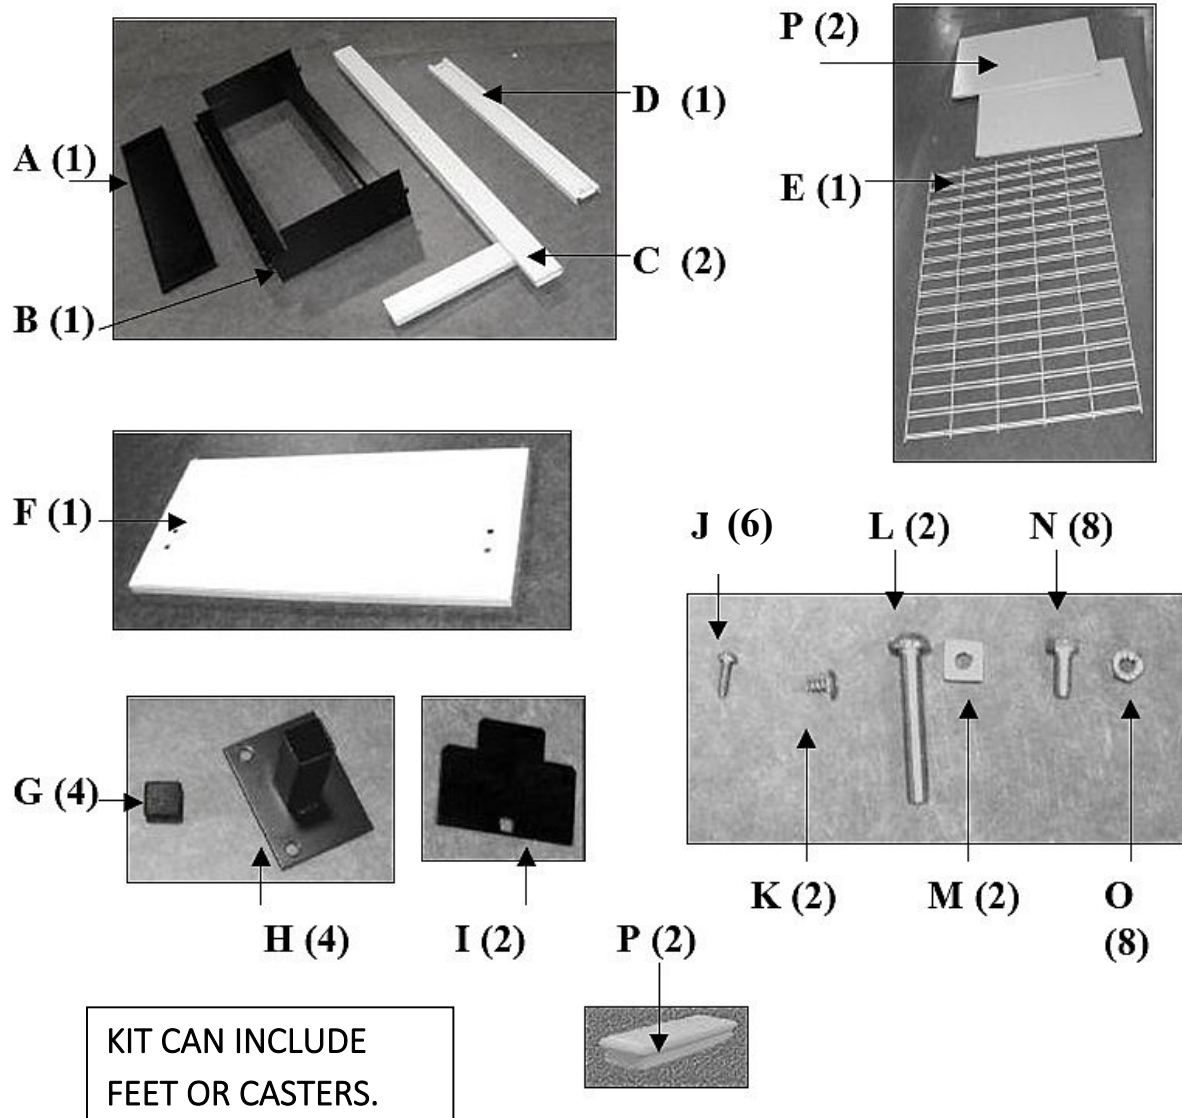 P (2)
D (1)
A (1)
E (1)
C (2)
B (1)
F (1)
J (6)
L (2)
N (8)
G (4)
K (2)
M (2)
O
(8)
H (4)
I (2)
P (2)
KIT CAN INCLUDE
FEET OR CASTERS.